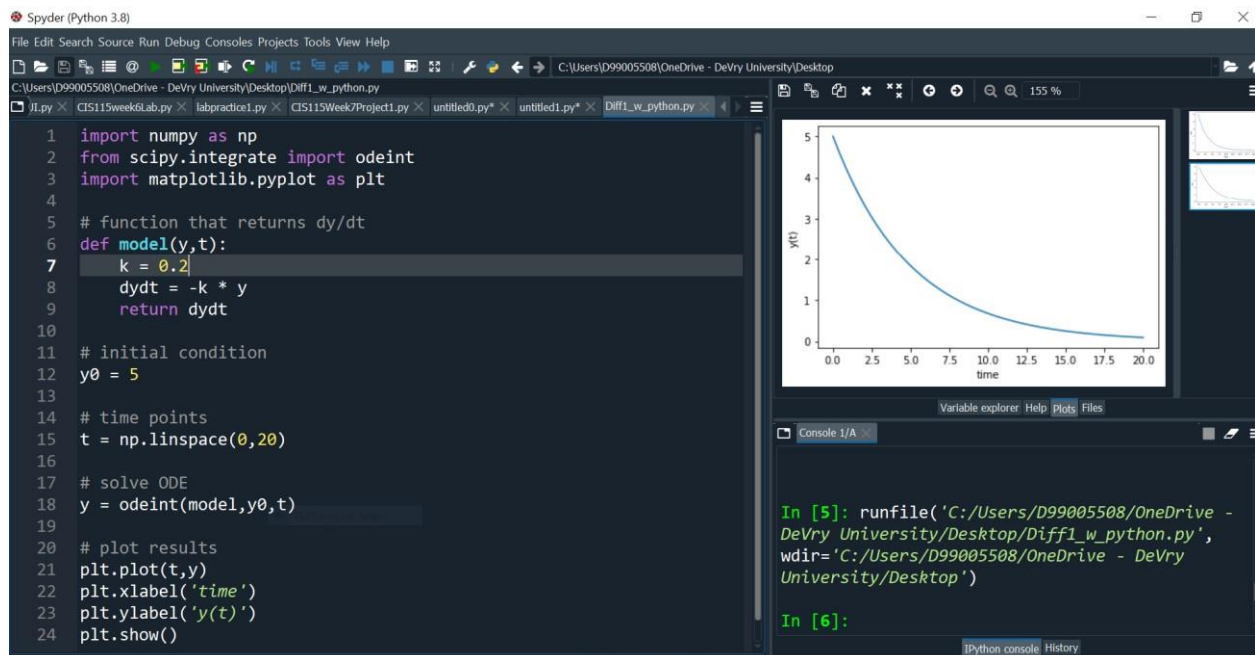 Spyder (Python 3.8)
File Edit Search Source Run Debug Consoles Projects Tools View Help
C:\Users\D99005508\OneDrive - DeVry University\Desktop
C:\Users\D99005508\OneDrive - DeVry University\Desktop\Diff1_w_python.py
JI.py CIS115week6Lab.py labpractice1.py CIS115Week7Project1.py untitled0.py* untitled1.py* Diff1_w_python.py
155 %
1 import numpy as np
2 from scipy.integrate import odeint
3 import matplotlib.pyplot as plt
4
5 # function that returns dy/dt
6 def model(y,t):
7     k = 0.2
8     dydt = -k * y
9     return dydt
10
11 # initial condition
12 y0 = 5
13
14 # time points
15 t = np.linspace(0,20)
16
17 # solve ODE
18 y = odeint(model,y0,t)
19
20 # plot results
21 plt.plot(t,y)
22 plt.xlabel('time')
23 plt.ylabel('y(t)')
24 plt.show()
5
4
3
2
1
0
y(t)
0.0 2.5 5.0 7.5 10.0 12.5 15.0 17.5 20.0
time
Variable explorer Help Plots Files
Console 1/A
In [5]: runfile('C:/Users/D99005508/OneDrive -
DeVry University/Desktop/Diff1_w_python.py',
wdir='C:/Users/D99005508/OneDrive - DeVry
University/Desktop')
In [6]:
IPython console History